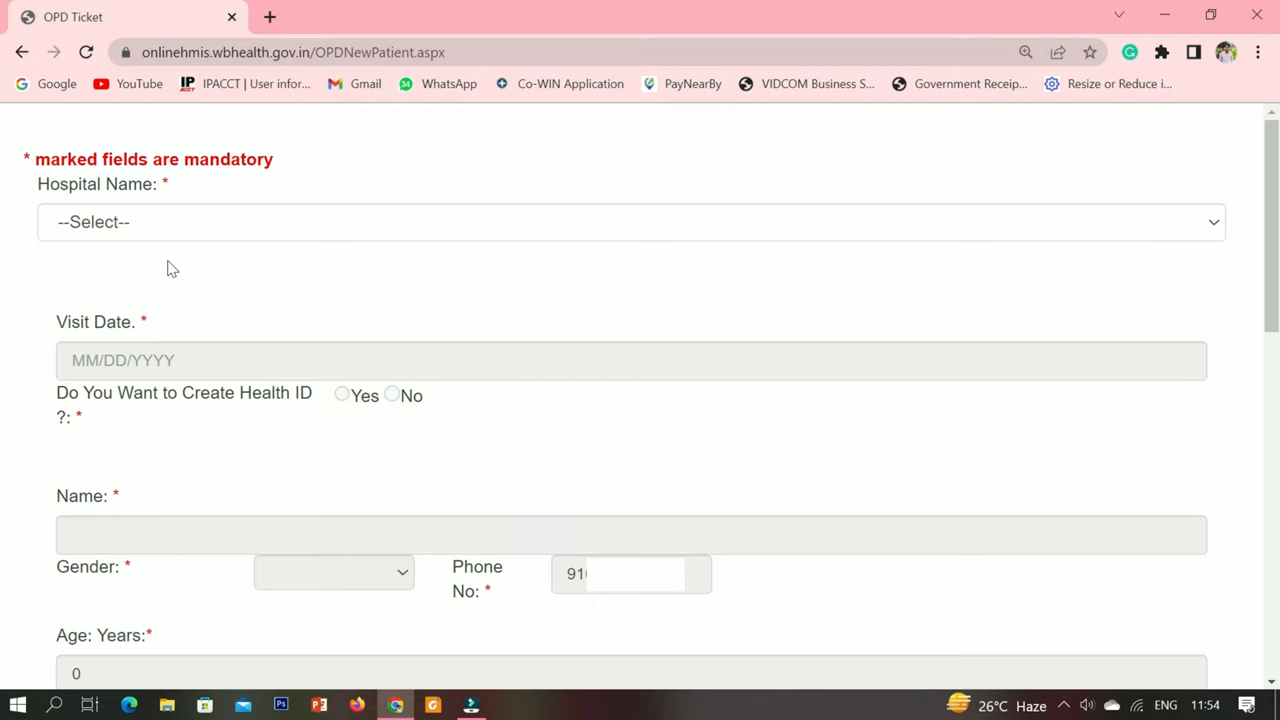 OPD Ticket
onlinehmis.wbhealth.gov.in/OPDNewPatient.aspx
Google YouTube IPACCT | User infor... Gmail WhatsApp Co-WIN Application PayNearBy VIDCOM Business S... Government Receip... Resize or Reduce i...
* marked fields are mandatory
Hospital Name: *
--Select--
Visit Date. *
MM/DD/YYYY
Do You Want to Create Health ID ?: *
Yes No
Name: *
Gender: *
Phone No: *
91
Age: Years:*
0
26°C Haze ENG 11:54